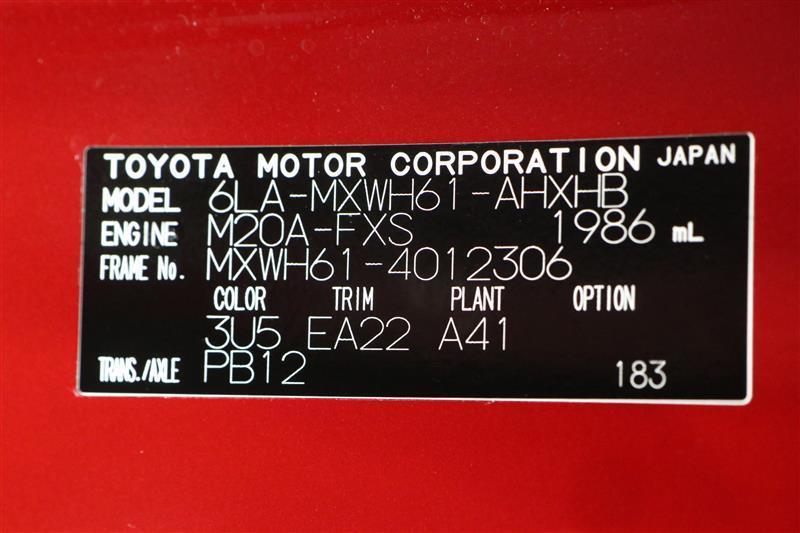 TOYOTA MOTOR CORPORATION JAPAN
MODEL 6LA-MXWH61-AHXHB
ENGINE M20A-FXS 1986 mL
FRAME No. MXWH61-4012306
COLOR TRIM PLANT OPTION
3U5 EA22 A41
TRANS./AXLE PB12 183